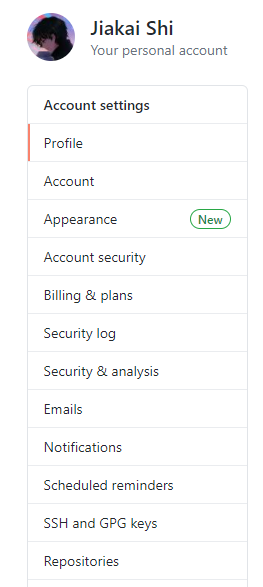 Jiakai Shi
Your personal account
Account settings
Profile
Account
Appearance New
Account security
Billing & plans
Security log
Security & analysis
Emails
Notifications
Scheduled reminders
SSH and GPG keys
Repositories